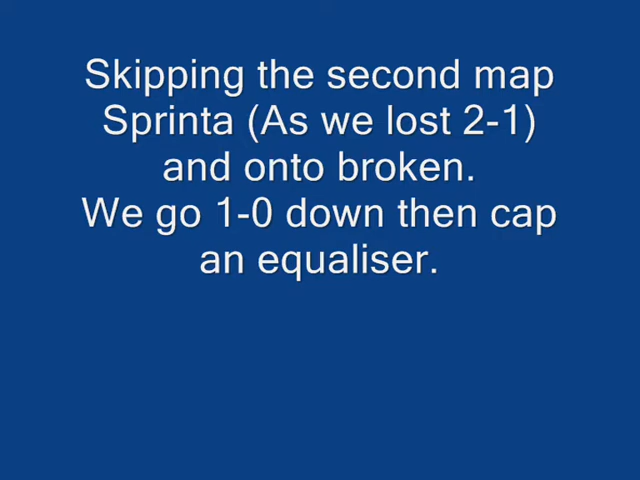 Skipping the second map
Sprinta (As we lost 2-1)
and onto broken.
We go 1-0 down then cap
an equaliser.